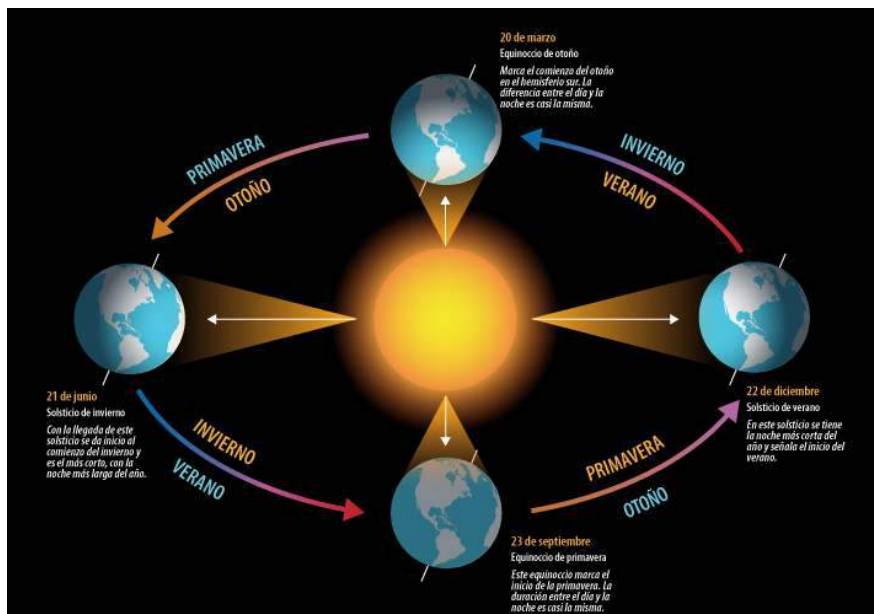 20 de marzo
Equinoccio de otoño
Marca el comienzo del otoño
en el hemisferio sur. La
diferencia entre el día y la
noche es casi la misma.
PRIMAVERA
OTOÑO
INVIERNO
VERANO
21 de junio
Solsticio de invierno
Con la llegada de este
solsticio se da inicio al
comienzo del invierno y
es el más corto, con la
noche más larga del año.
22 de diciembre
Solsticio de verano
En este solsticio se tiene
la noche más corta del
año y señala el inicio del
verano.
INVIERNO
VERANO
PRIMAVERA
OTOÑO
23 de septiembre
Equinoccio de primavera
Este equinoccio marca el
inicio de la primavera. La
duración entre el día y la
noche es casi la misma.